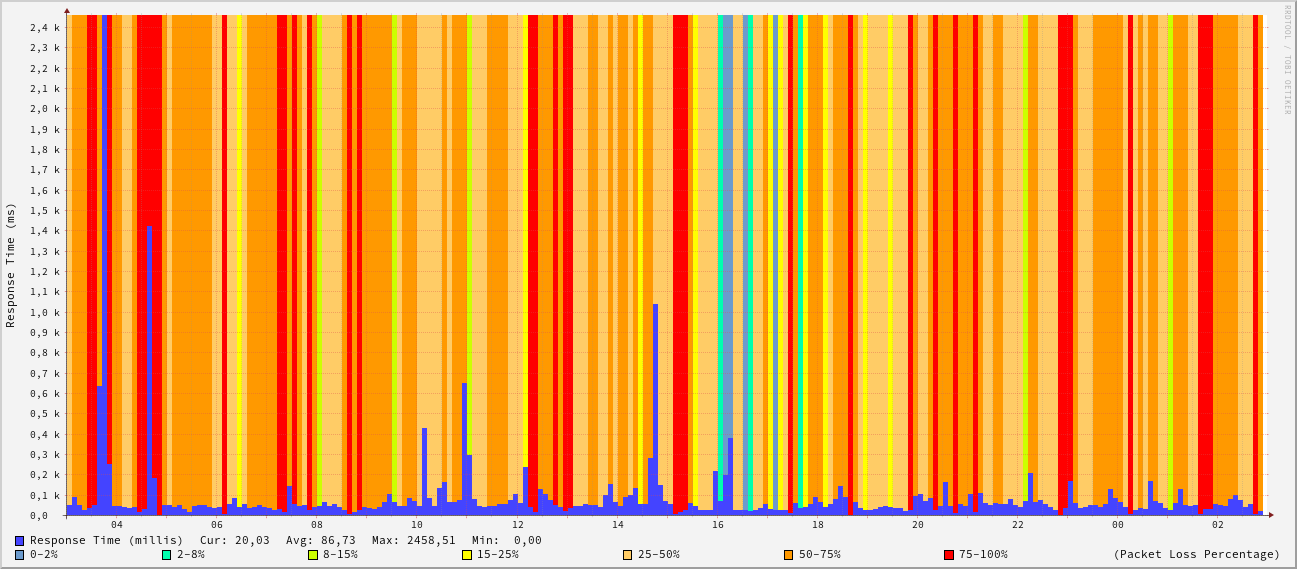 RRDTOOL / TOBI OETIKER
Response Time (ms)
2,4 k
2,3 k
2,2 k
2,1 k
2,0 k
1,9 k
1,8 k
1,7 k
1,6 k
1,5 k
1,4 k
1,3 k
1,2 k
1,1 k
1,0 k
0,9 k
0,8 k
0,7 k
0,6 k
0,5 k
0,4 k
0,3 k
0,2 k
0,1 k
0,0
04 06 08 10 12 14 16 18 20 22 00 02
Response Time (millis) Cur: 20,03 Avg: 86,73 Max: 2458,51 Min: 0,00
0-2% 2-8% 8-15% 15-25% 25-50% 50-75% 75-100% (Packet Loss Percentage)